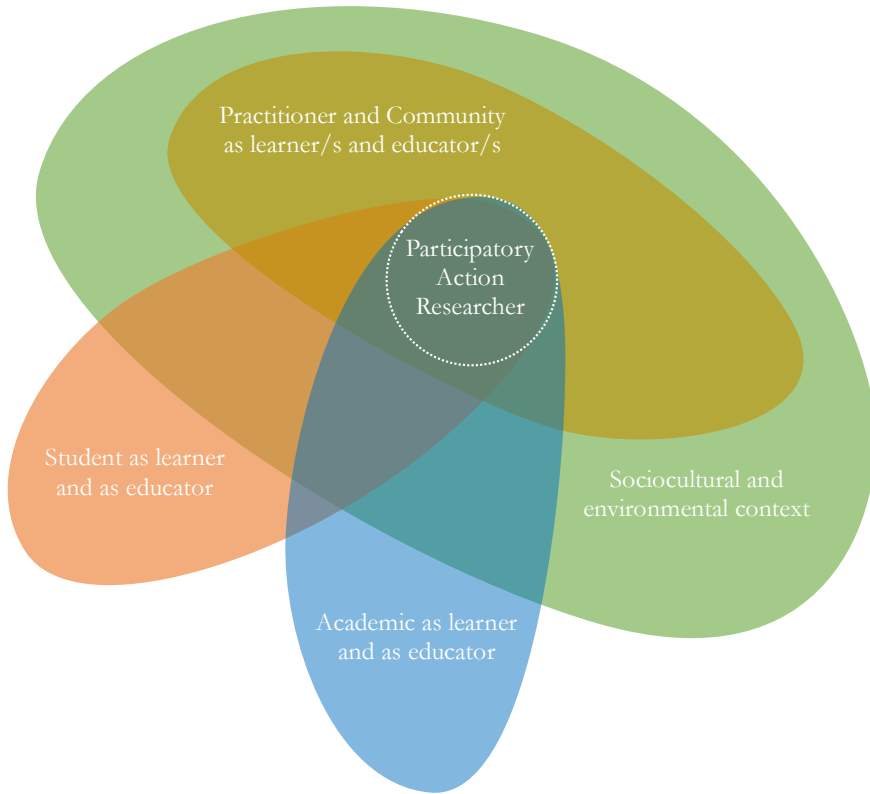 Practitioner and Community
as learner/s and educator/s
Participatory
Action
Researcher
Student as learner
and as educator
Sociocultural and
environmental context
Academic as learner
and as educator